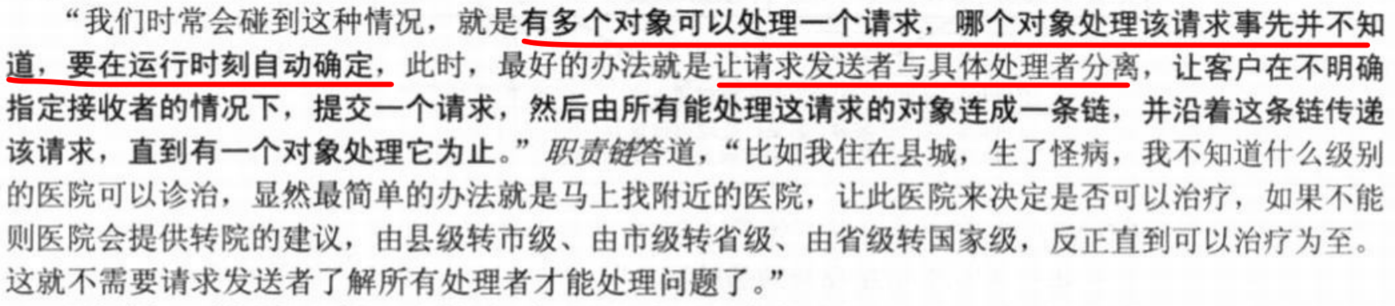 “我们时常会碰到这种情况，就是有多个对象可以处理一个请求，哪个对象处理该请求事先并不知
道，要在运行时刻自动确定，此时，最好的办法就是让请求发送者与具体处理者分离，让客户在不明确
指定接收者的情况下，提交一个请求，然后由所有能处理这请求的对象连成一条链，并沿着这条链传递
该请求，直到有一个对象处理它为止。”职责链答道，“比如我住在县城，生了怪病，我不知道什么级别
的医院可以诊治，显然最简单的办法就是马上找附近的医院，让此医院来决定是否可以治疗，如果不能
则医院会提供转院的建议，由县级转市级、由市级转省级、由省级转国家级，反正直到可以治疗为至。
这就不需要请求发送者了解所有处理者才能处理问题了。”